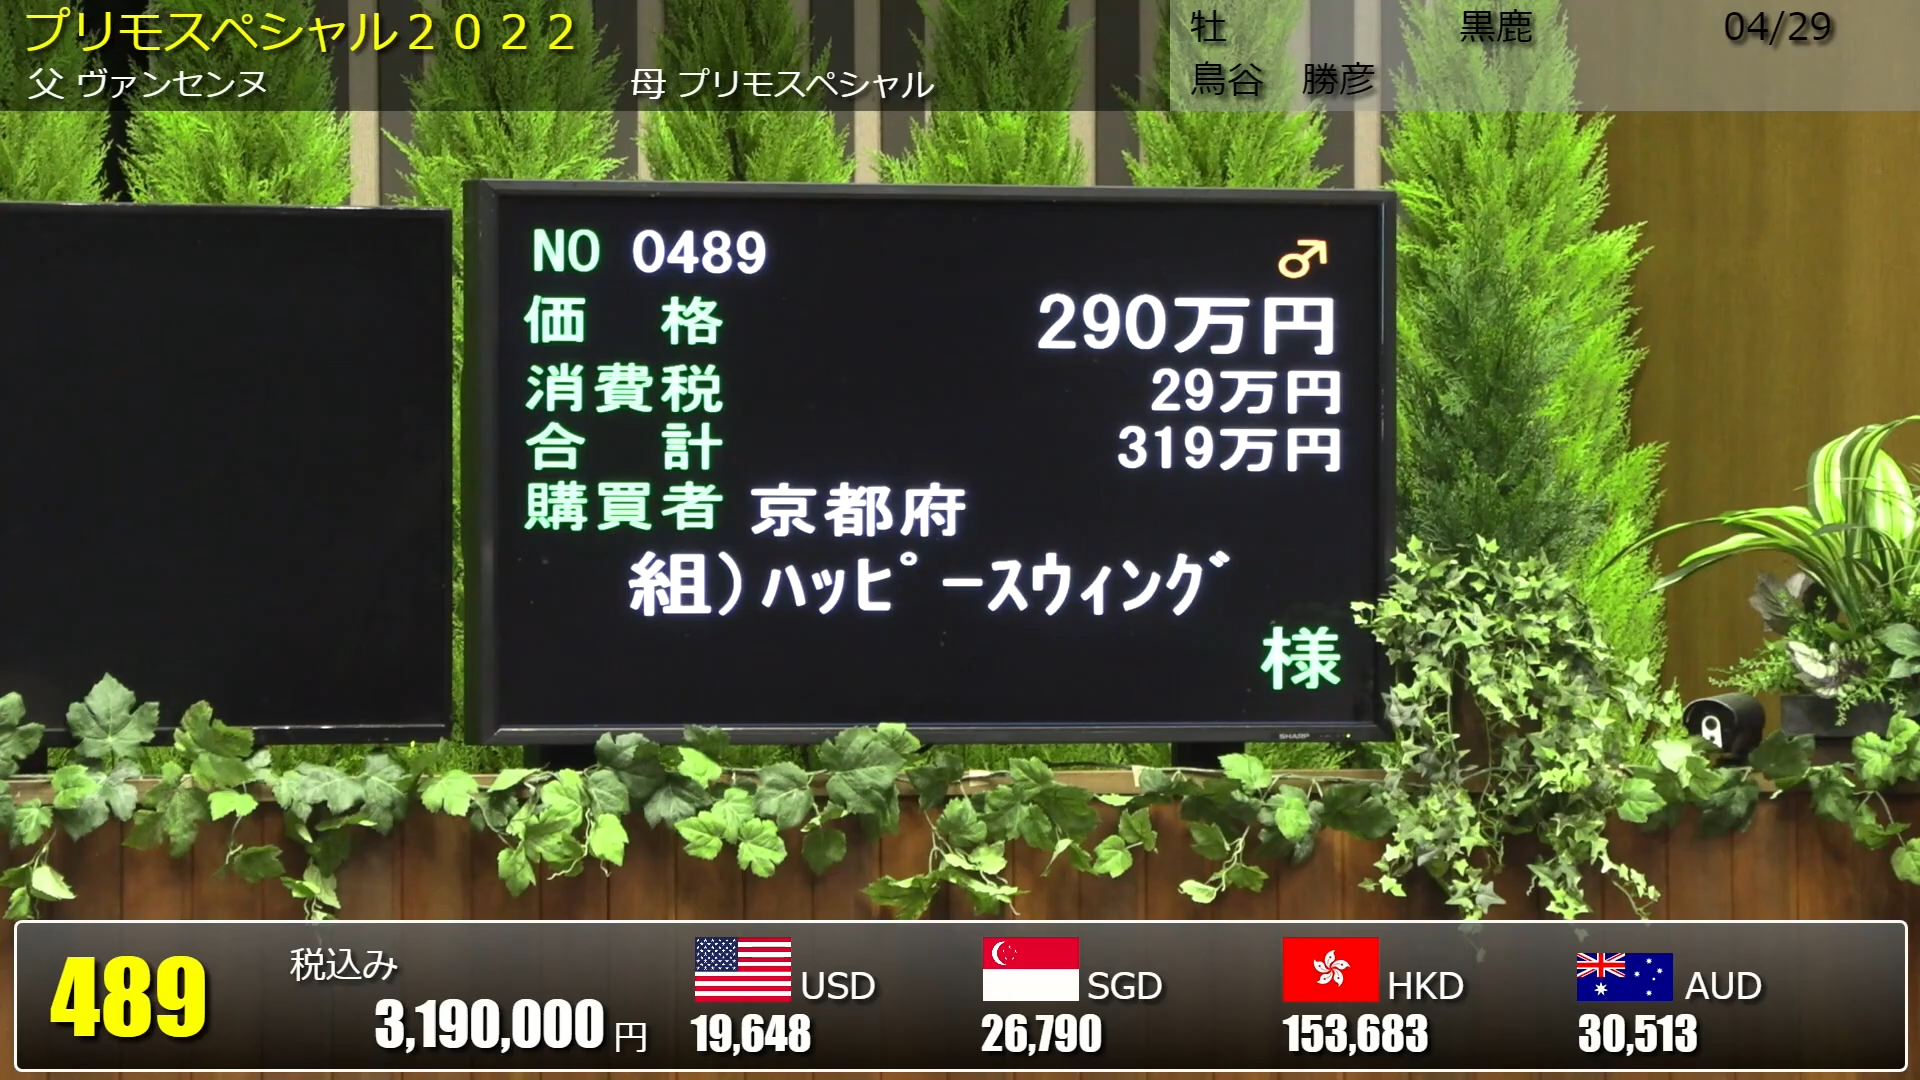 プリモスペシャル２０２２
父 ヴァンセンヌ 母 プリモスペシャル
牡 黒鹿 04/29
鳥谷 勝彦
NO 0489 ♂
価格 290万円
消費税 29万円
合計 319万円
購買者 京都府
組）ﾊｯﾋﾟｰｽｳｨﾝｸﾞ
様
SHARP
489 税込み 3,190,000 円
USD 19,648
SGD 26,790
HKD 153,683
AUD 30,513